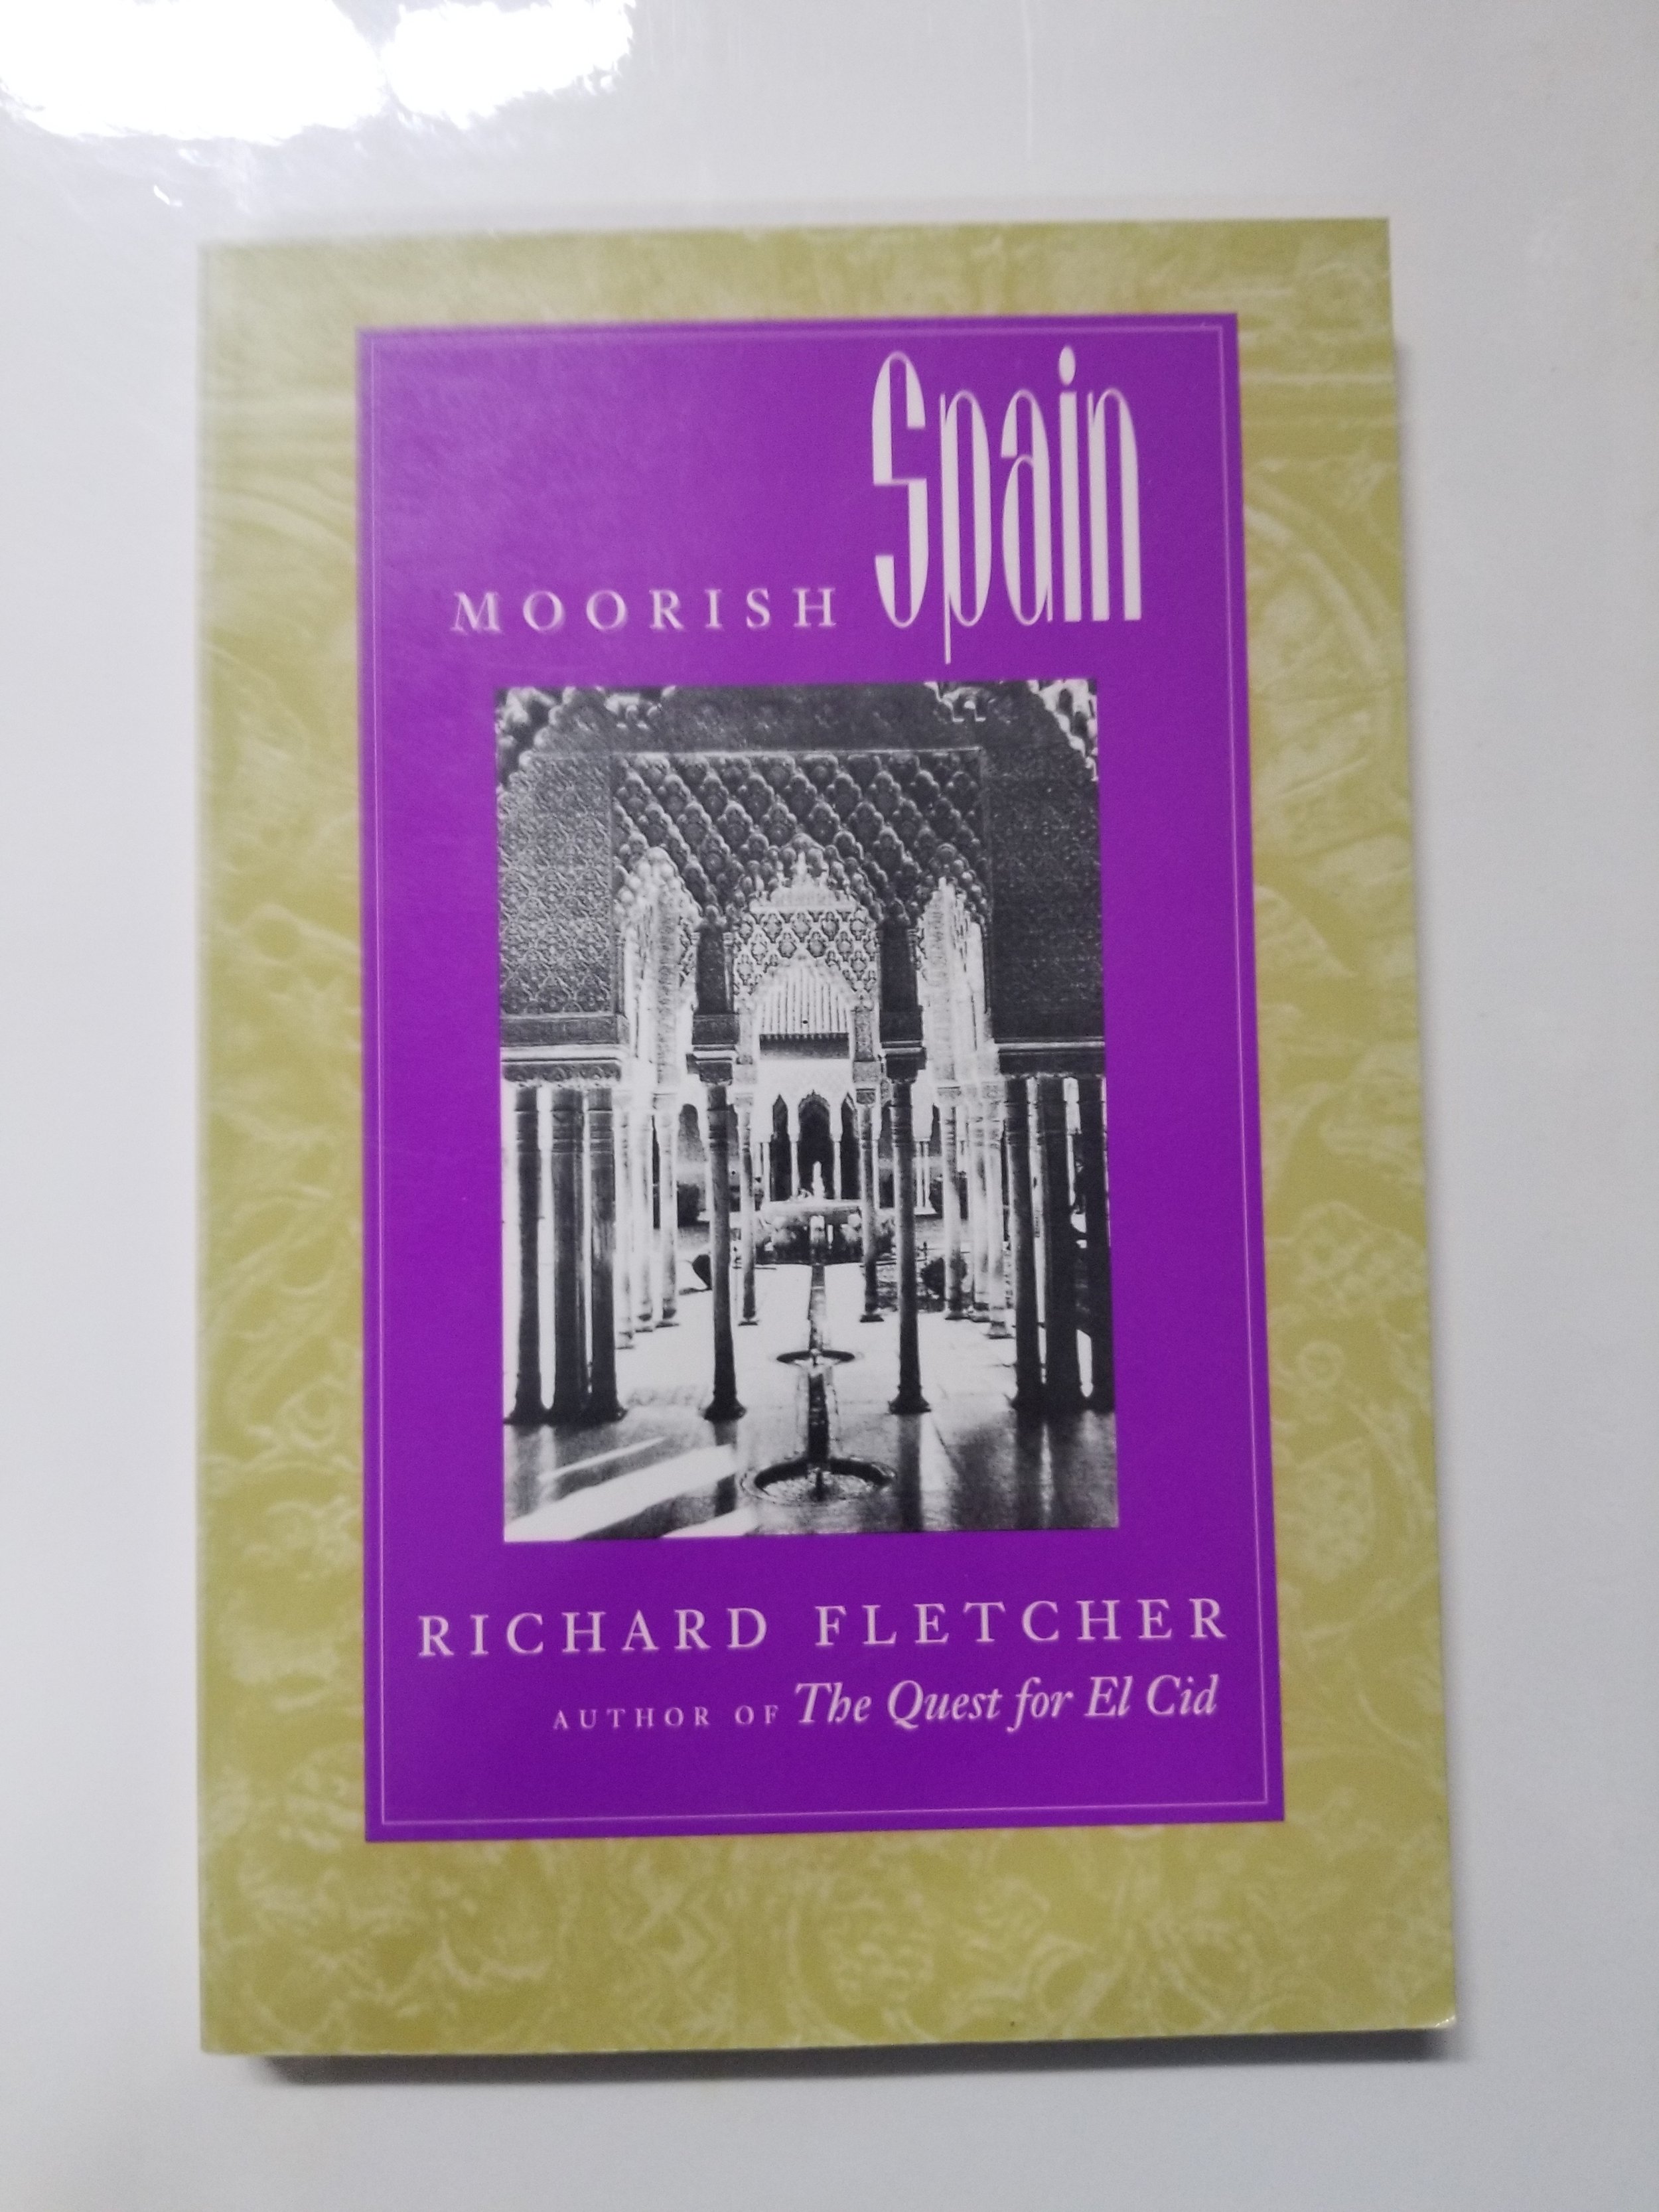 MOORISH Spain
RICHARD FLETCHER
AUTHOR OF The Quest for El Cid